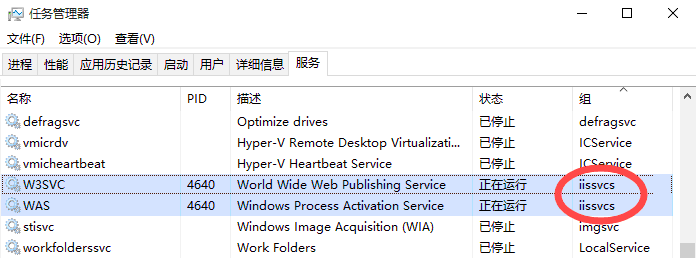 任务管理器
文件(F) 选项(O) 查看(V)
进程 性能 应用历史记录 启动 用户 详细信息 服务
名称 PID 描述 状态 组
defragsvc Optimize drives 已停止 defragsvc
vmicrdv Hyper-V Remote Desktop Virtualizati... 已停止 ICService
vmicheartbeat Hyper-V Heartbeat Service 已停止 ICService
W3SVC 4640 World Wide Web Publishing Service 正在运行 iissvcs
WAS 4640 Windows Process Activation Service 正在运行 iissvcs
stisvc Windows Image Acquisition (WIA) 已停止 imgsvc
workfolderssvc Work Folders 已停止 LocalService